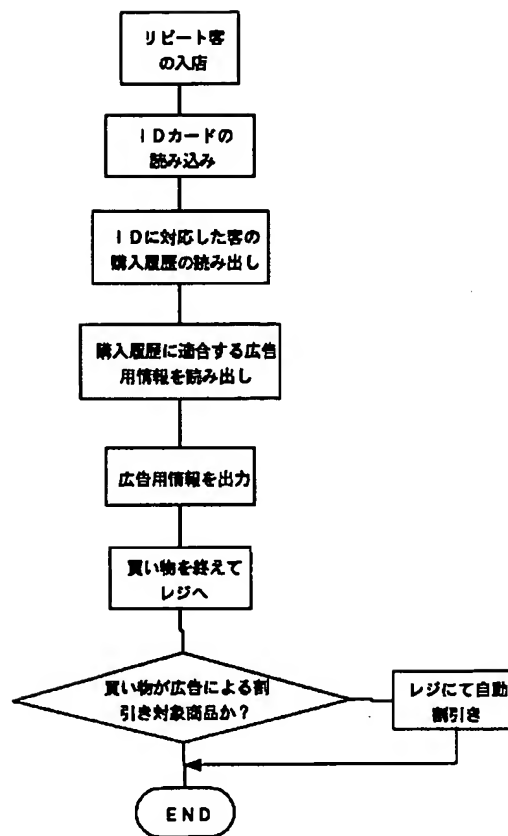 リピート客
の入店
IDカードの
読み込み
IDに対応した客の
購入履歴の読み出し
購入履歴に適合する広告
用情報を読み出し
広告用情報を出力
買い物を終えて
レジへ
買い物が広告による割
引き対象商品か?
レジにて自動
割引き
END